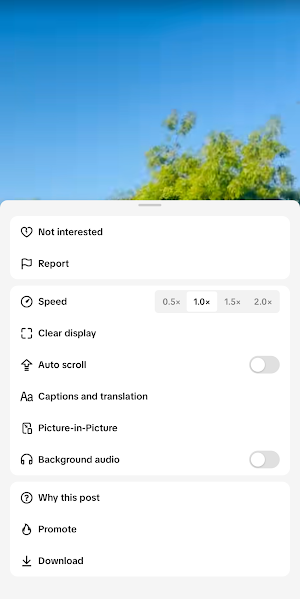 Not interested
Report
Speed 0.5× 1.0× 1.5× 2.0×
Clear display
Auto scroll
Aa Captions and translation
Picture-in-Picture
Background audio
Why this post
Promote
Download